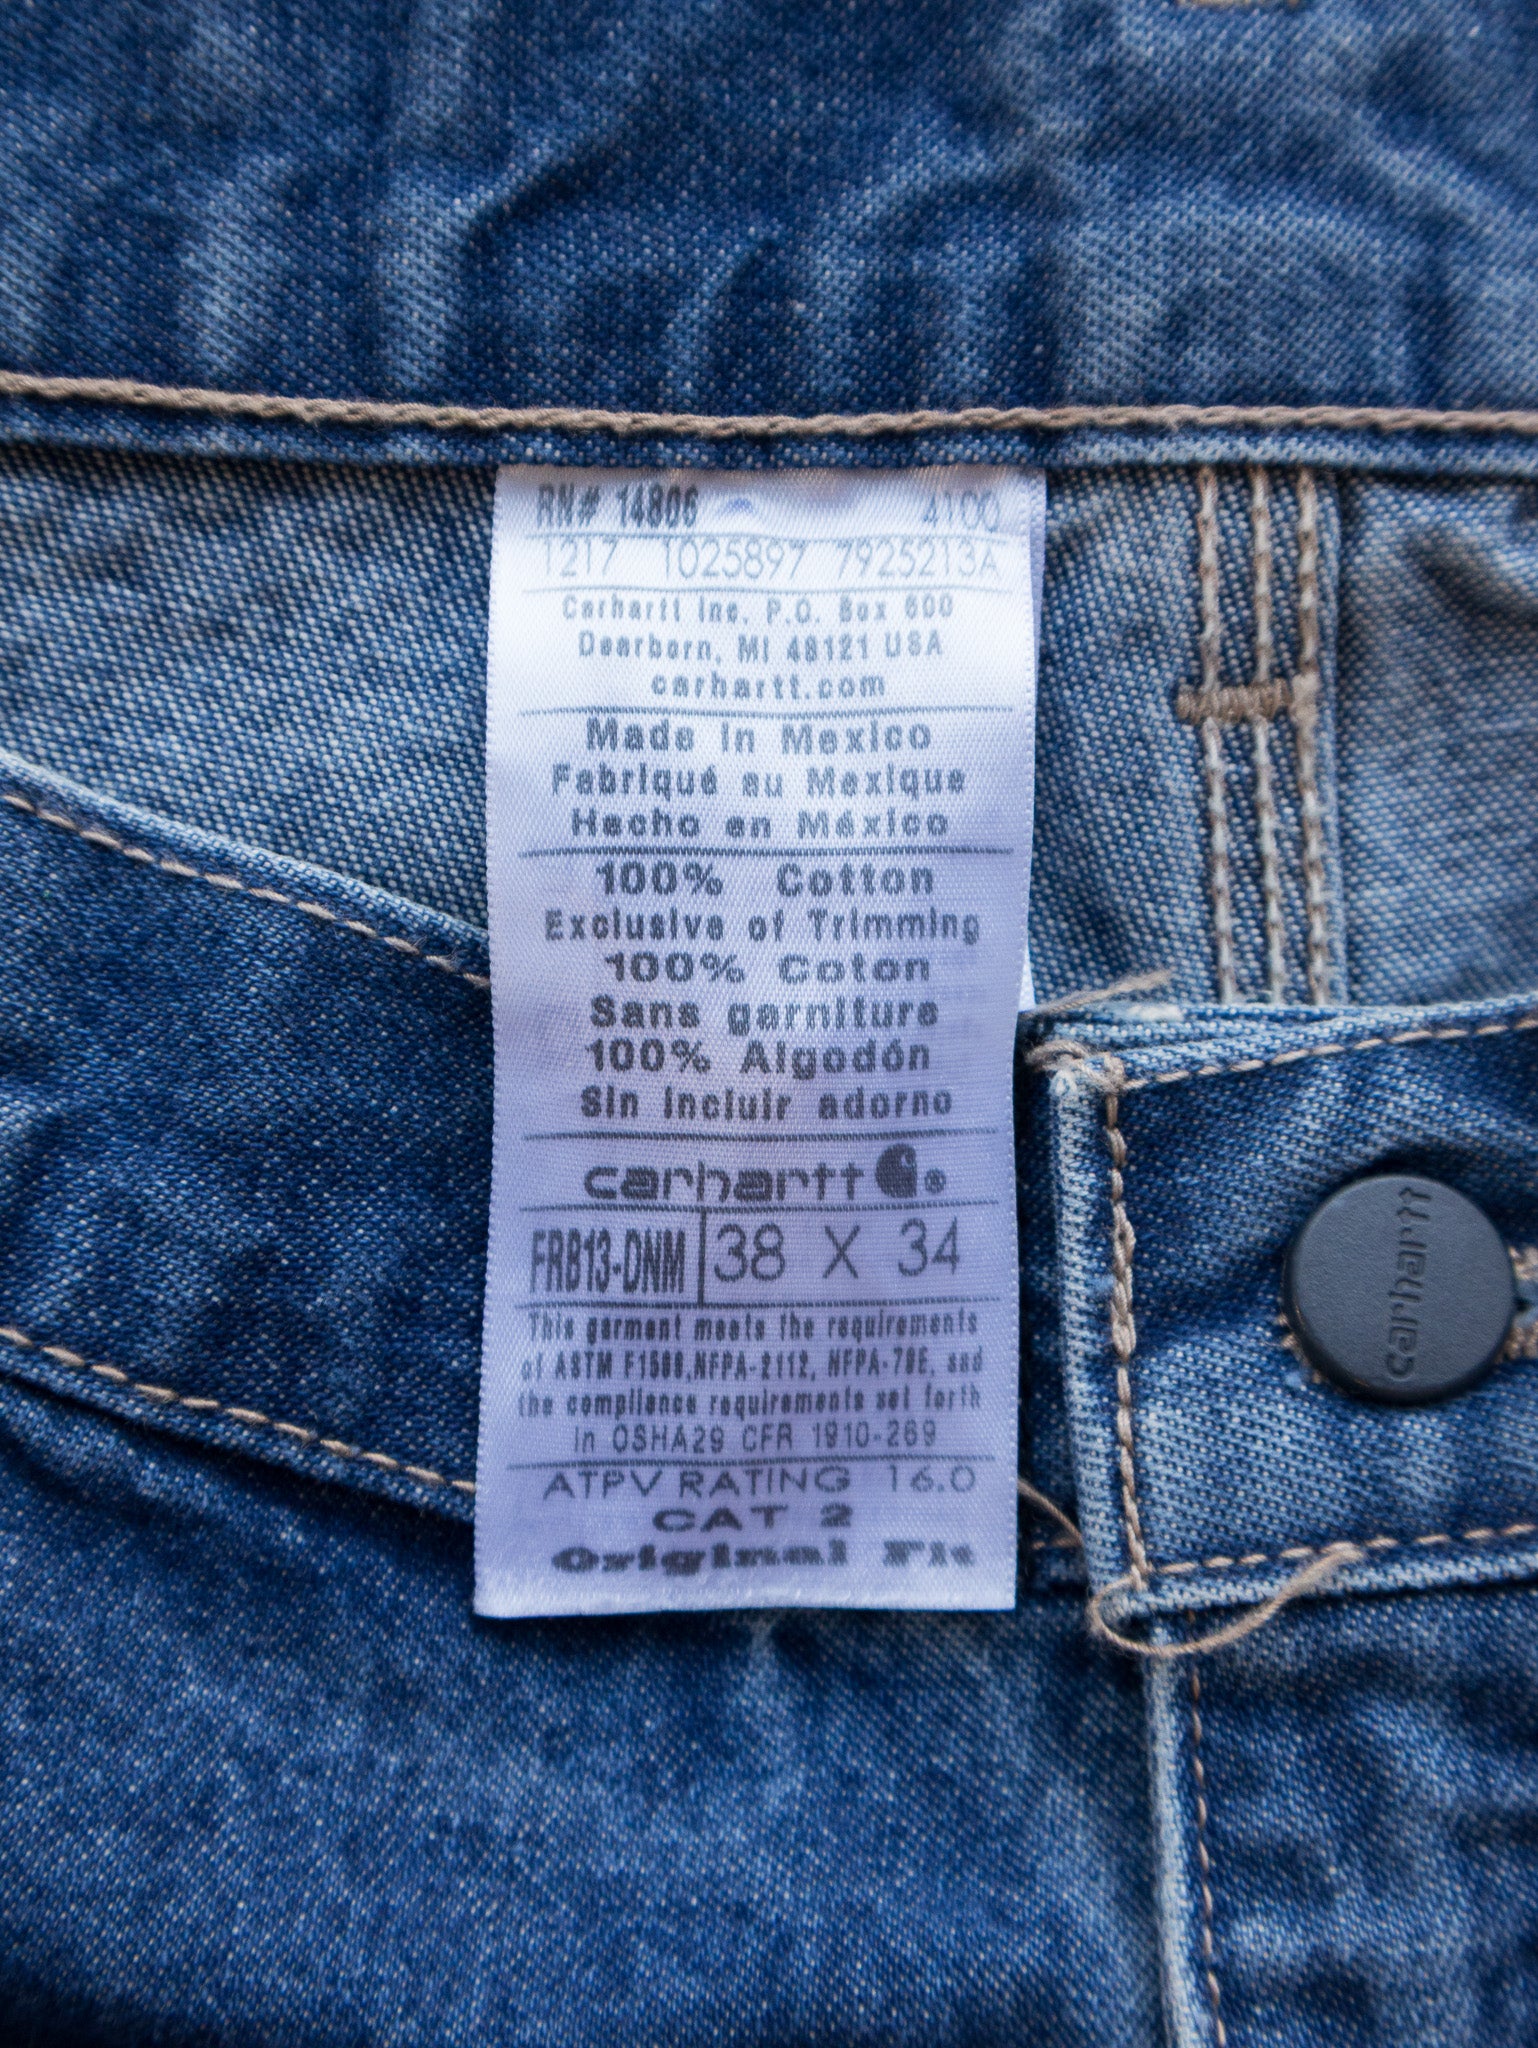 RN# 14806 4100
1217 1025897 7925213A
Carhartt Inc. P.O. Box 600
Dearborn, MI 48121 USA
carhartt.com
Made in Mexico
Fabriqué au Mexique
Hecho en México
100% Cotton
Exclusive of Trimming
100% Coton
Sans garniture
100% Algodón
Sin incluir adorno
carhartt ®
FRB13-DNM 38 X 34
This garment meets the requirements
of ASTM F1506,NFPA-2112, NFPA-70E, and
the compliance requirements set forth
in OSHA29 CFR 1910-269
ATPV RATING 16.0
CAT 2
Original Fit
carhartt